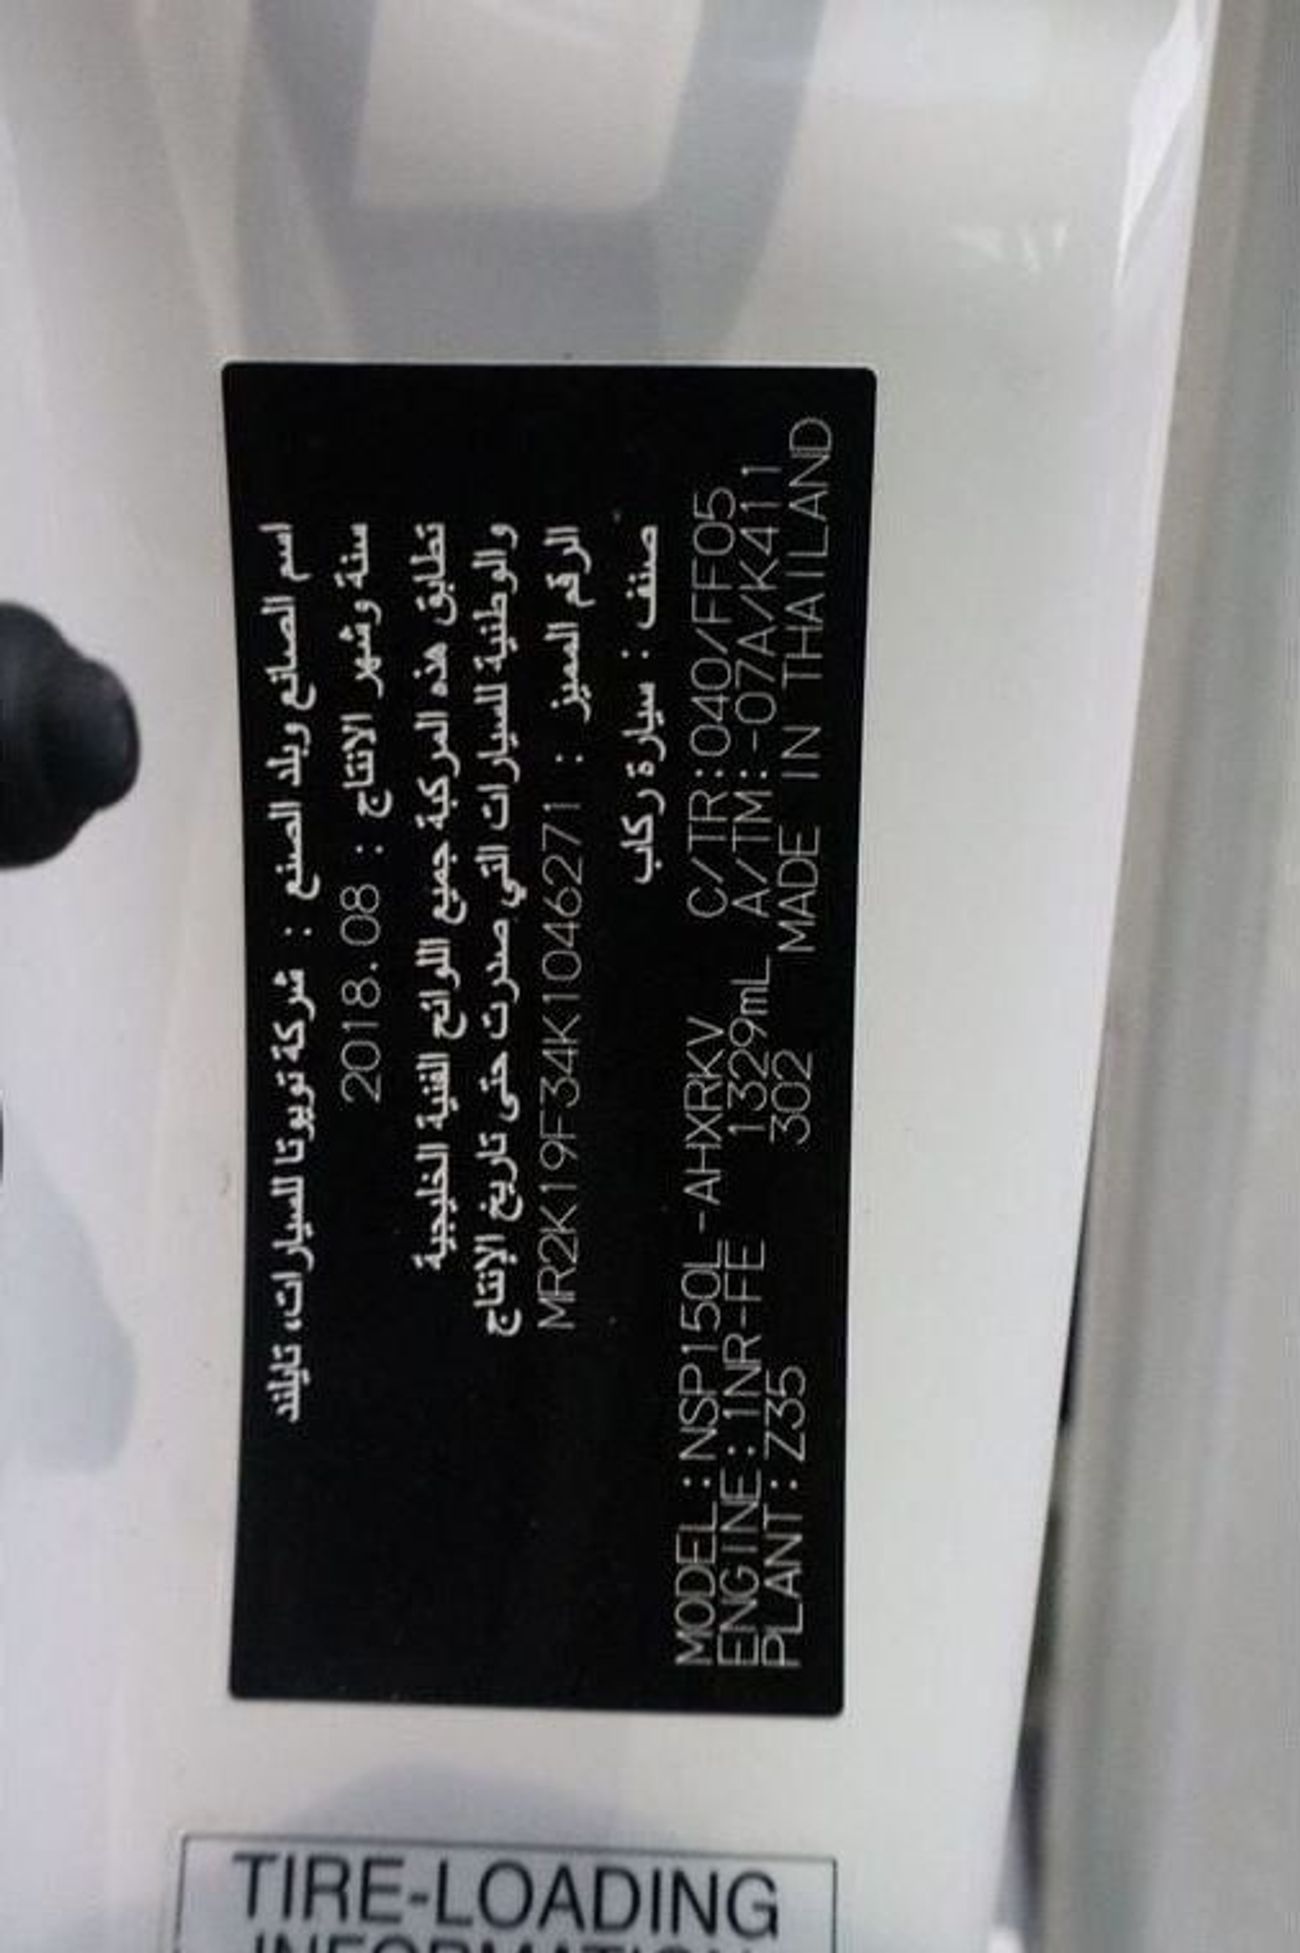 اسم الصانع وبلد الصنع : شركة تويوتا للسيارات، تايلند
سنة وشهر الانتاج : 2018.08
تطابق هذه المركبة جميع اللوائح الفنية الخليجية
والوطنية للسيارات التي صدرت حتى تاريخ الإنتاج
الرقم المميز : MR2K19F34K1046271
صنف : سيارة ركاب
MODEL:NSP150L-AHXRKV C/TR:040/FF05
ENGINE:1NR-FE 1329mL A/TM:-07A/K411
PLANT:Z35 302 MADE IN THAILAND
TIRE-LOADING
INFORMATION